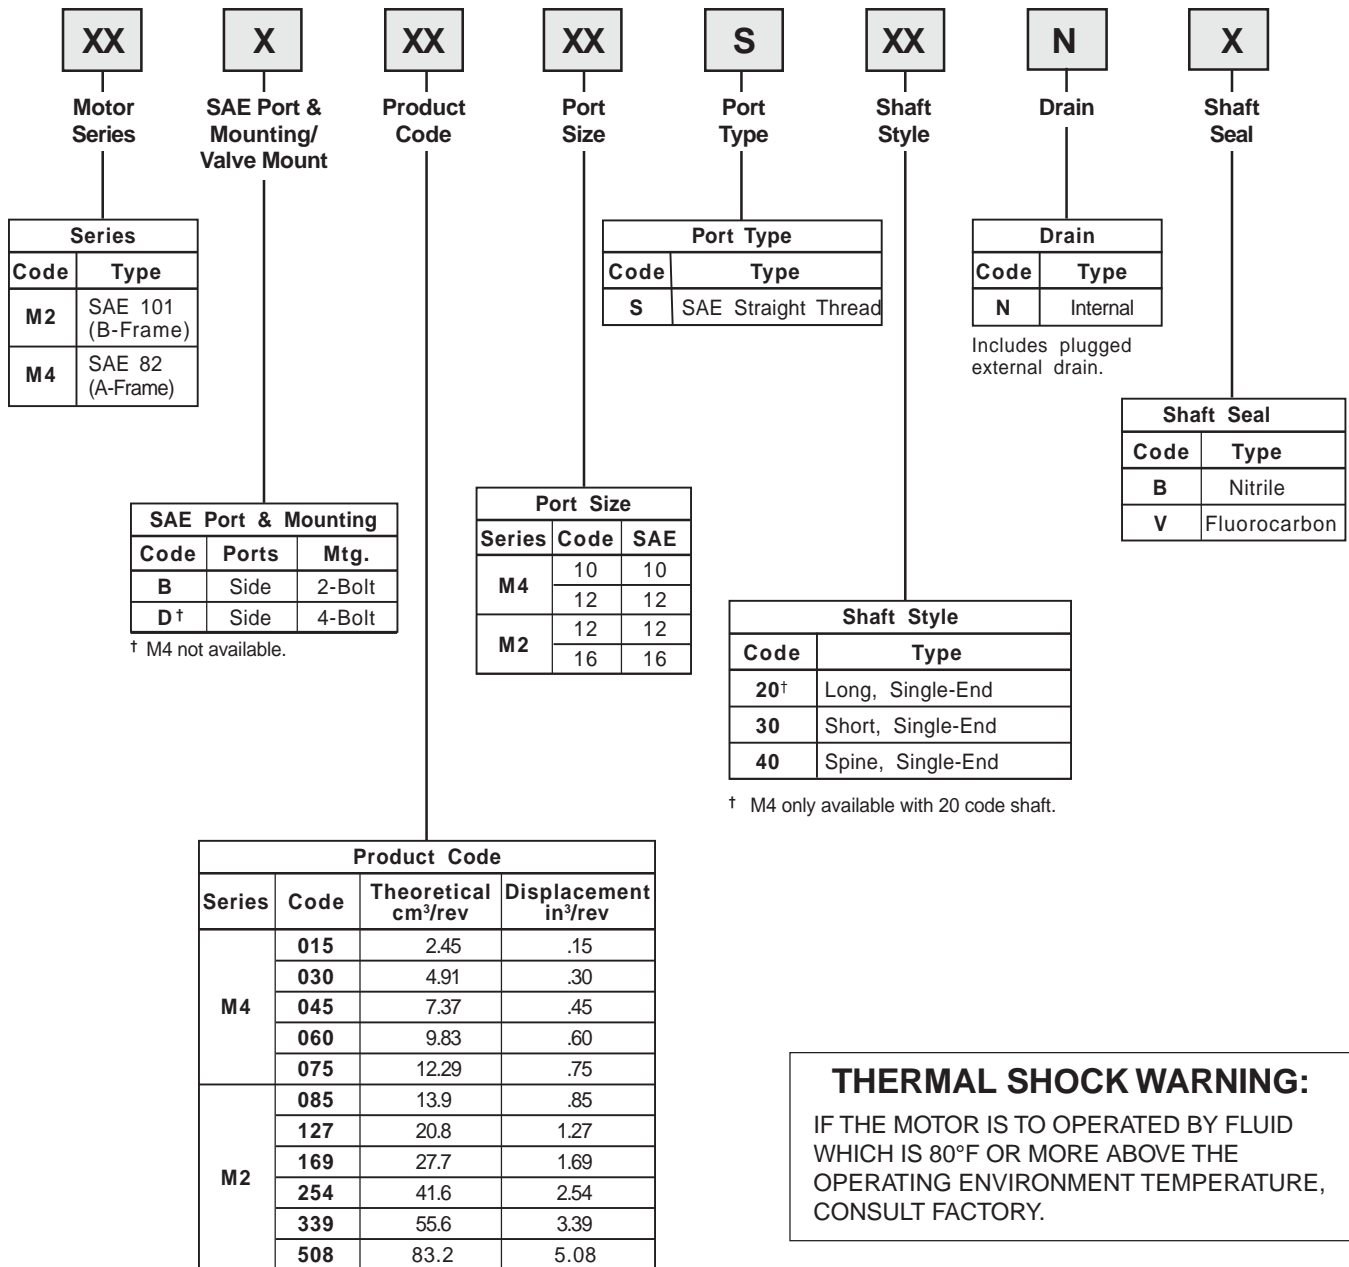 XX X XX XX S XX N X
Motor Series
SAE Port & Mounting/ Valve Mount
Product Code
Port Size
Port Type
Shaft Style
Drain
Shaft Seal
Series
Code Type
M2 SAE 101 (B-Frame)
M4 SAE 82 (A-Frame)
Port Type
Code Type
S SAE Straight Thread
Drain
Code Type
N Internal
Includes plugged
external drain.
Shaft Seal
Code Type
B Nitrile
V Fluorocarbon
SAE Port & Mounting
Code Ports Mtg.
B Side 2-Bolt
D† Side 4-Bolt
† M4 not available.
Port Size
Series Code SAE
M4 10 10
12 12
M2 12 12
16 16
Shaft Style
Code Type
20† Long, Single-End
30 Short, Single-End
40 Spine, Single-End
† M4 only available with 20 code shaft.
Product Code
Series Code Theoretical cm³/rev Displacement in³/rev
M4 015 2.45 .15
030 4.91 .30
045 7.37 .45
060 9.83 .60
075 12.29 .75
M2 085 13.9 .85
127 20.8 1.27
169 27.7 1.69
254 41.6 2.54
339 55.6 3.39
508 83.2 5.08
THERMAL SHOCK WARNING:
IF THE MOTOR IS TO OPERATED BY FLUID
WHICH IS 80°F OR MORE ABOVE THE
OPERATING ENVIRONMENT TEMPERATURE,
CONSULT FACTORY.